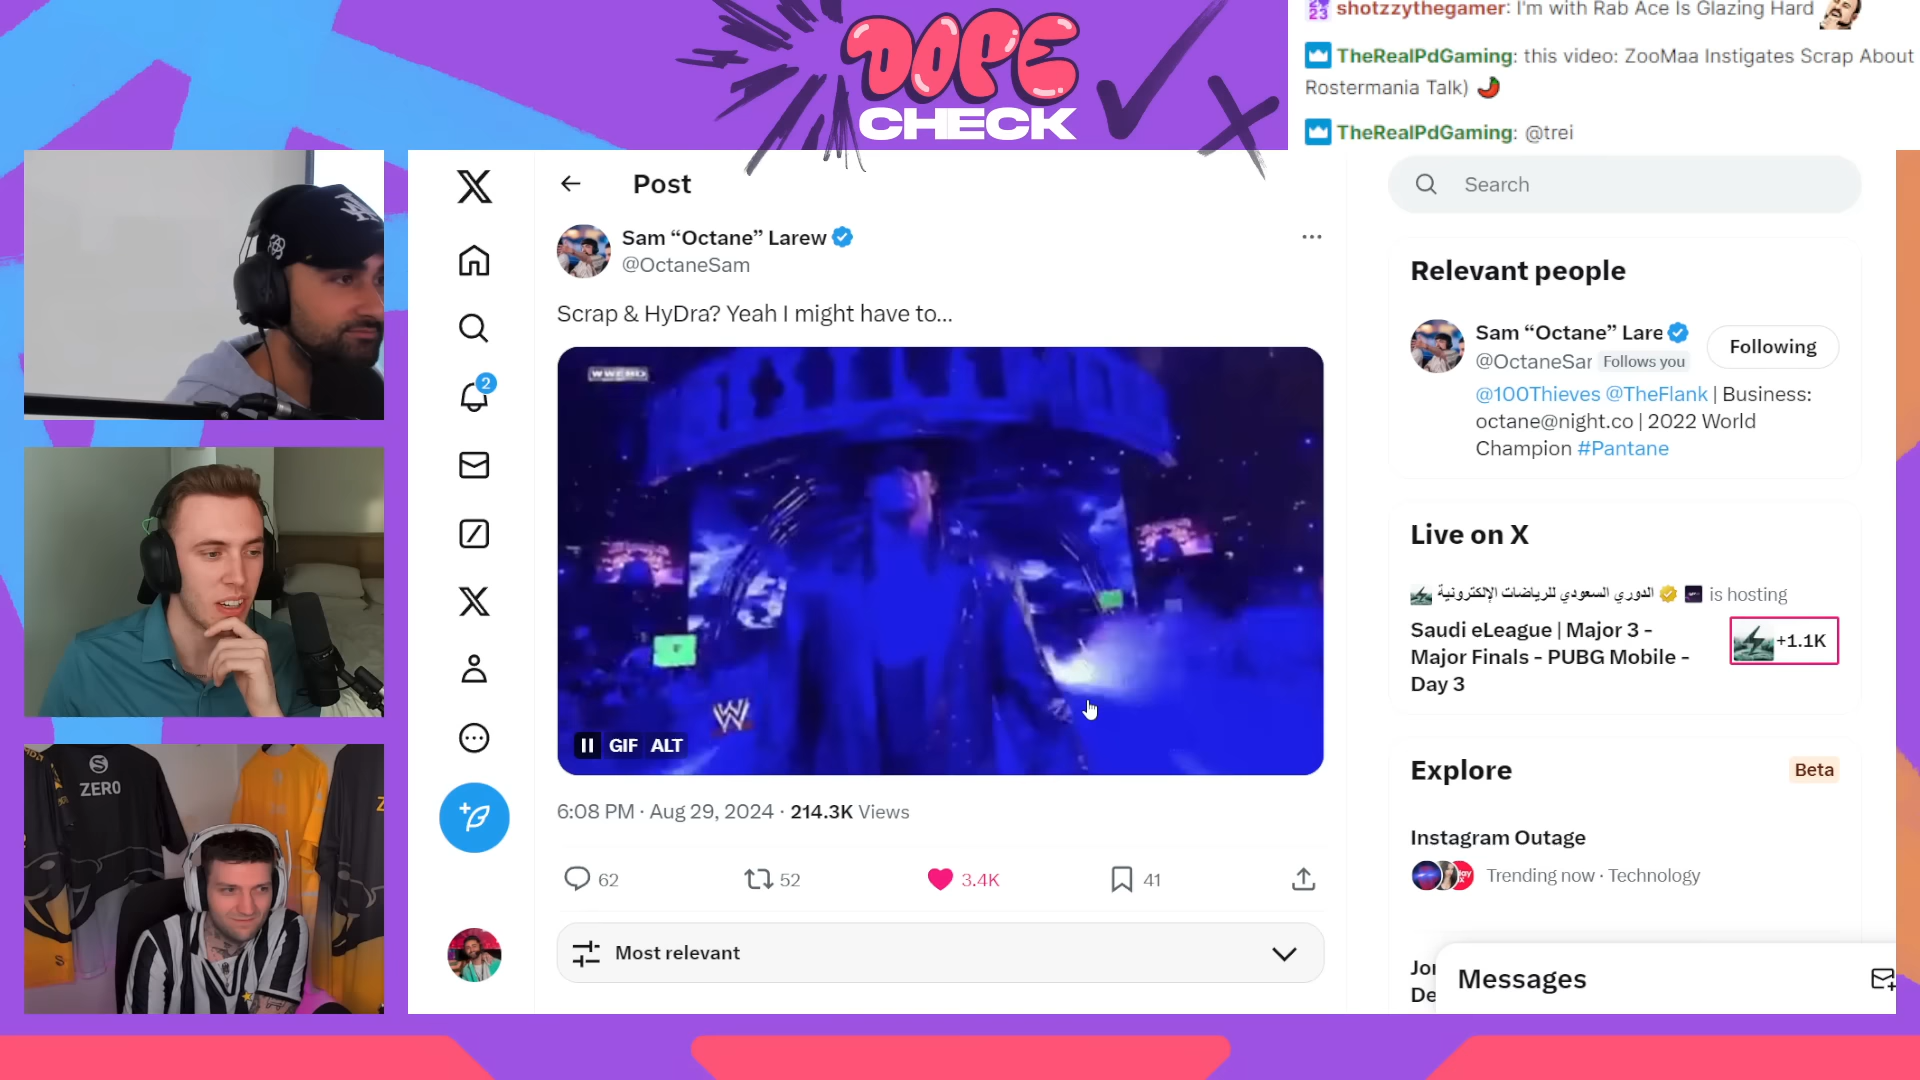 DOPE
CHECK
shotzzythegamer: I'm with Rab Ace Is Glazing Hard
TheRealPdGaming: this video: ZooMaa Instigates Scrap About
Rostermania Talk)
TheRealPdGaming: @trei
Post
Search
Sam “Octane” Larew
@OctaneSam
Scrap & HyDra? Yeah I might have to...
WWEHD
W
GIF ALT
6:08 PM · Aug 29, 2024 · 214.3K Views
62
52
3.4K
41
Most relevant
2
Relevant people
Sam “Octane” Lare
Following
@OctaneSar Follows you
@100Thieves @TheFlank | Business:
octane@night.co | 2022 World
Champion #Pantane
Live on X
الدوري السعودي للرياضات الإلكترونية is hosting
Saudi eLeague | Major 3 -
Major Finals - PUBG Mobile -
Day 3
+1.1K
Explore
Beta
Instagram Outage
Trending now · Technology
Jor
De
Messages
ZERO